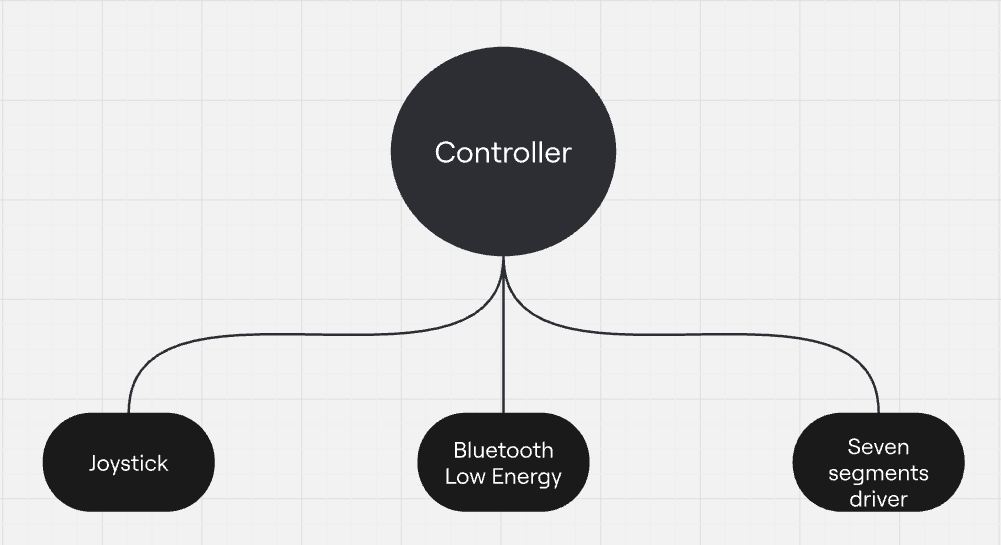 Controller
Joystick
Bluetooth
Low Energy
Seven
segments
driver